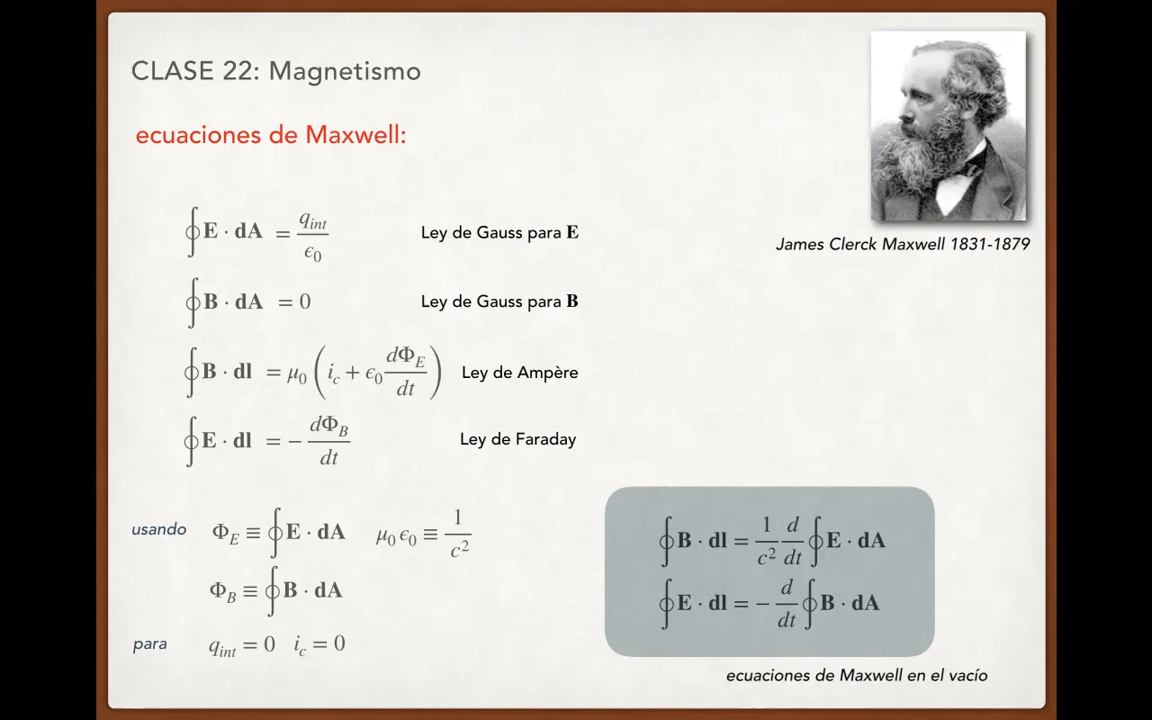 CLASE 22: Magnetismo
ecuaciones de Maxwell:
James Clerck Maxwell 1831-1879
∮ E · dA = q_int / ϵ₀ Ley de Gauss para E
∮ B · dA = 0 Ley de Gauss para B
∮ B · dl = μ₀ ( i_c + ϵ₀ dΦ_E / dt ) Ley de Ampère
∮ E · dl = − dΦ_B / dt Ley de Faraday
usando Φ_E ≡ ∮ E · dA μ₀ ϵ₀ ≡ 1 / c²
Φ_B ≡ ∮ B · dA
para q_int = 0 i_c = 0
∮ B · dl = 1/c² d/dt ∮ E · dA
∮ E · dl = − d/dt ∮ B · dA
ecuaciones de Maxwell en el vacío